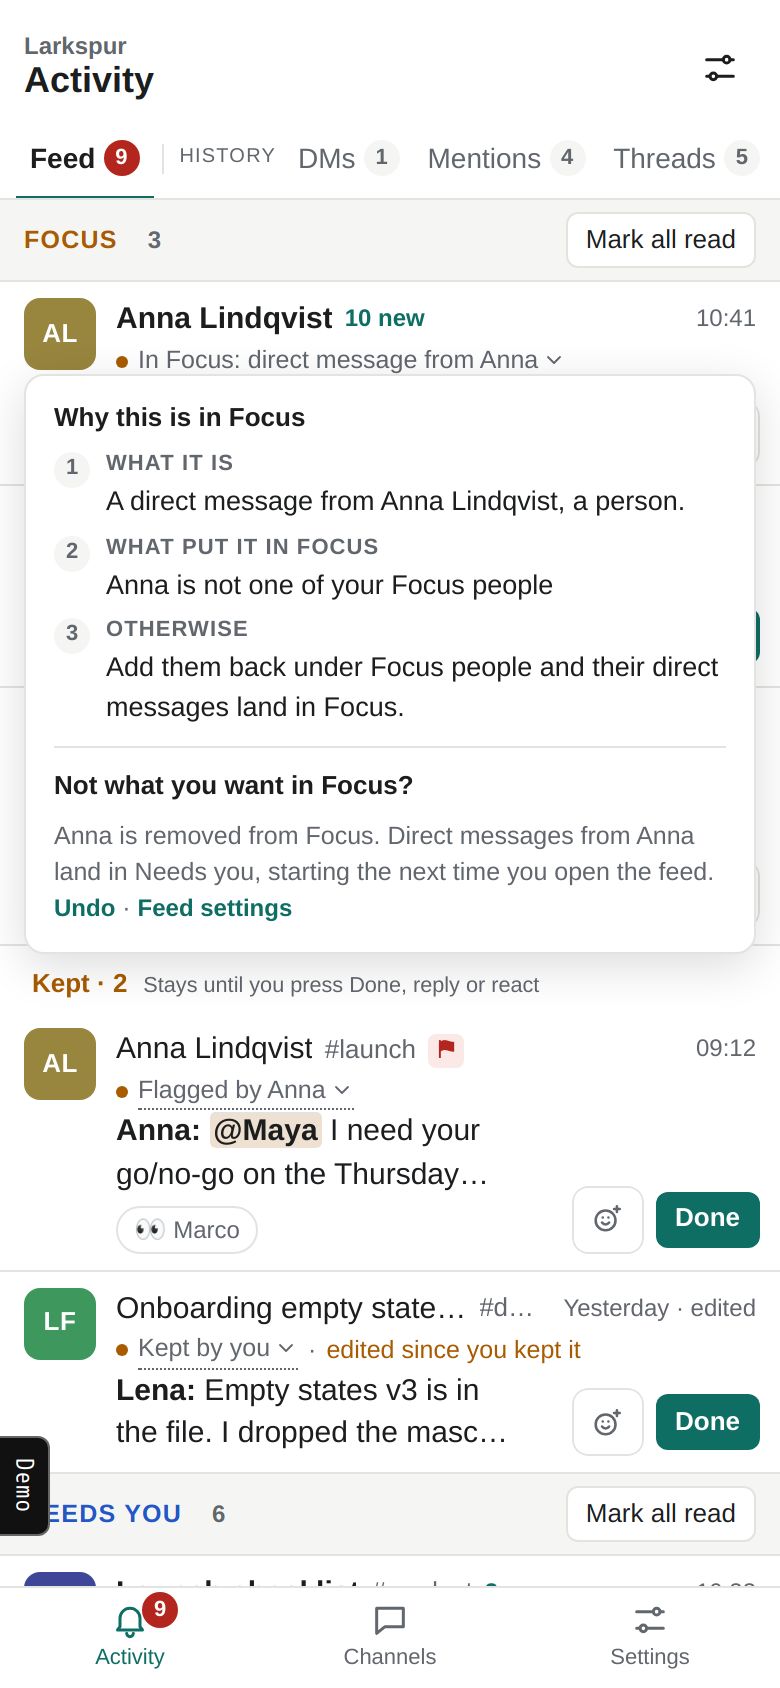 Larkspur
Activity
Feed 9 HISTORY DMs 1 Mentions 4 Threads 5
FOCUS 3 Mark all read
AL Anna Lindqvist 10 new 10:41
In Focus: direct message from Anna
Why this is in Focus
1 WHAT IT IS
A direct message from Anna Lindqvist, a person.
2 WHAT PUT IT IN FOCUS
Anna is not one of your Focus people
3 OTHERWISE
Add them back under Focus people and their direct
messages land in Focus.
Not what you want in Focus?
Anna is removed from Focus. Direct messages from Anna
land in Needs you, starting the next time you open the feed.
Undo · Feed settings
Kept · 2 Stays until you press Done, reply or react
AL Anna Lindqvist #launch 09:12
Flagged by Anna
Anna: @Maya I need your
go/no-go on the Thursday…
👀 Marco Done
LF Onboarding empty state… #d… Yesterday · edited
Kept by you · edited since you kept it
Lena: Empty states v3 is in
the file. I dropped the masc…
Done
Demo
EEDS YOU 6 Mark all read
9
Activity Channels Settings